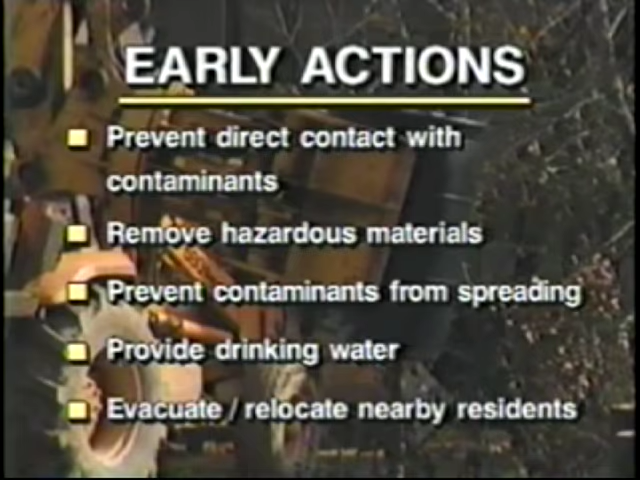 EARLY ACTIONS
Prevent direct contact with
contaminants
Remove hazardous materials
Prevent contaminants from spreading
Provide drinking water
Evacuate / relocate nearby residents